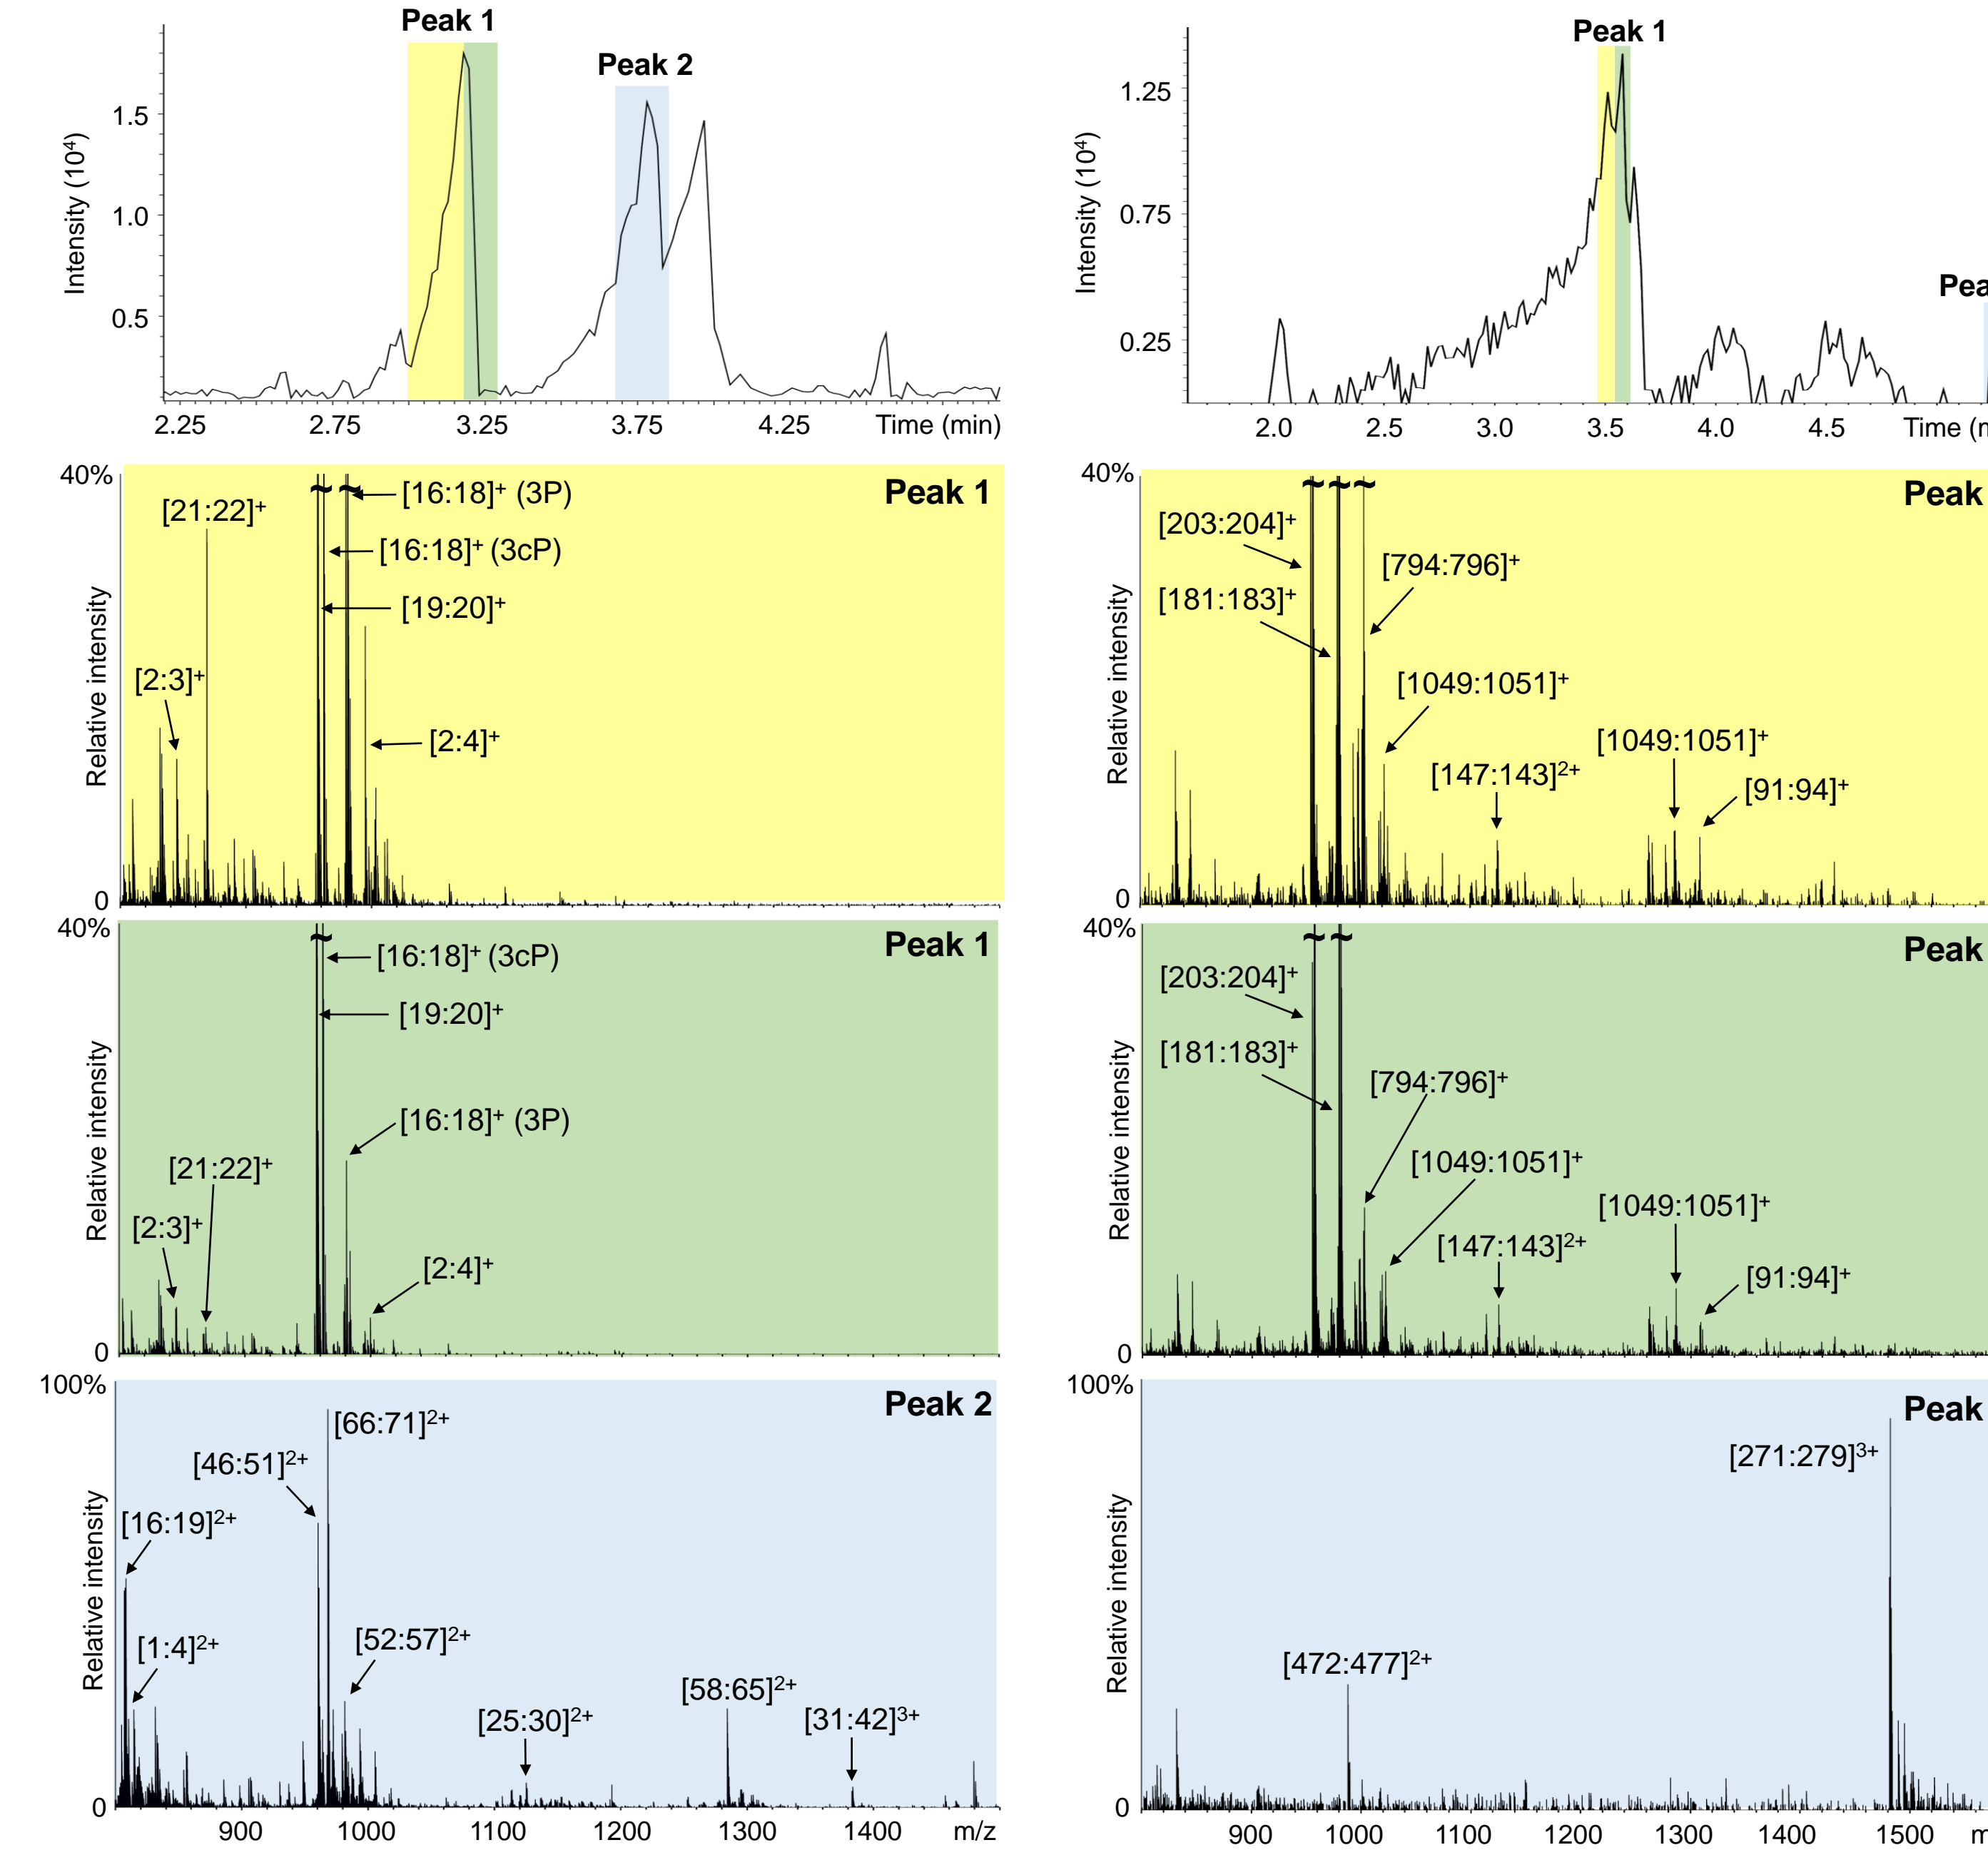 Peak 1
Peak 2
Intensity (10⁴)
1.5
1.0
0.5
2.25 2.75 3.25 3.75 4.25 Time (min)
40%
Peak 1
[16:18]⁺ (3P)
[21:22]⁺
[16:18]⁺ (3cP)
[19:20]⁺
[2:3]⁺
[2:4]⁺
Relative intensity
0
40%
Peak 1
[16:18]⁺ (3cP)
[19:20]⁺
[16:18]⁺ (3P)
[21:22]⁺
[2:3]⁺
[2:4]⁺
Relative intensity
0
100%
Peak 2
[66:71]²⁺
[46:51]²⁺
[16:19]²⁺
[1:4]²⁺
[52:57]²⁺
[58:65]²⁺
[25:30]²⁺
[31:42]³⁺
Relative intensity
0
900 1000 1100 1200 1300 1400 m/z
Peak 1
Pea
Intensity (10⁴)
1.25
0.75
0.25
2.0 2.5 3.0 3.5 4.0 4.5 Time (m
40%
Peak
[203:204]⁺
[794:796]⁺
[181:183]⁺
[1049:1051]⁺
[1049:1051]⁺
[147:143]²⁺
[91:94]⁺
Relative intensity
0
40%
Peak
[203:204]⁺
[181:183]⁺
[794:796]⁺
[1049:1051]⁺
[1049:1051]⁺
[147:143]²⁺
[91:94]⁺
Relative intensity
0
100%
Peak
[271:279]³⁺
[472:477]²⁺
Relative intensity
0
900 1000 1100 1200 1300 1400 1500 m